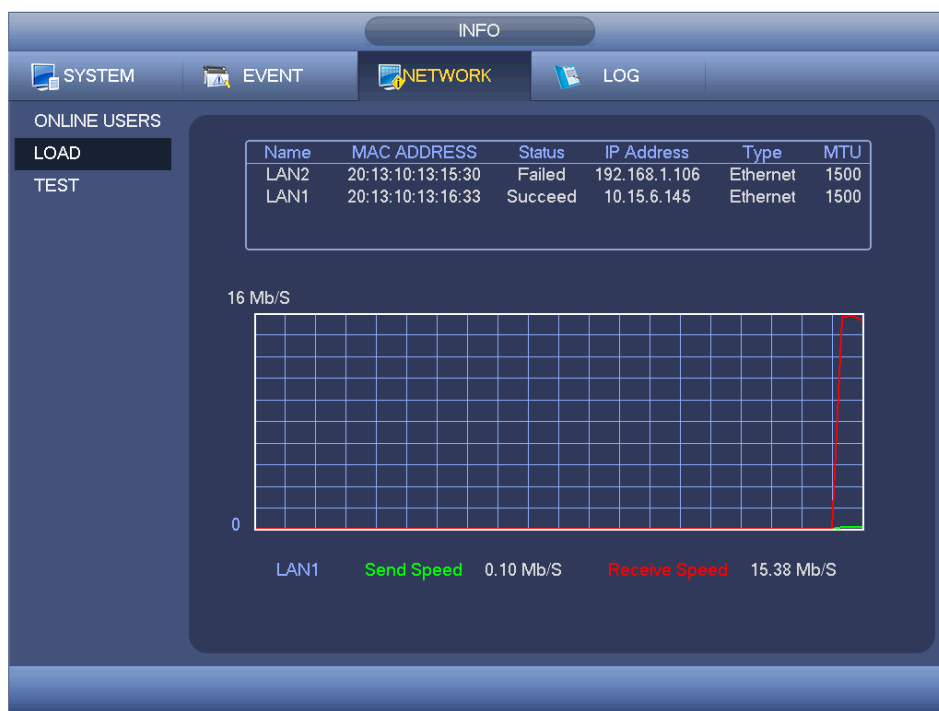 INFO
SYSTEM EVENT NETWORK LOG
ONLINE USERS
LOAD
TEST
Name MAC ADDRESS Status IP Address Type MTU
LAN2 20:13:10:13:15:30 Failed 192.168.1.106 Ethernet 1500
LAN1 20:13:10:13:16:33 Succeed 10.15.6.145 Ethernet 1500
16 Mb/S
0
LAN1 Send Speed 0.10 Mb/S Receive Speed 15.38 Mb/S